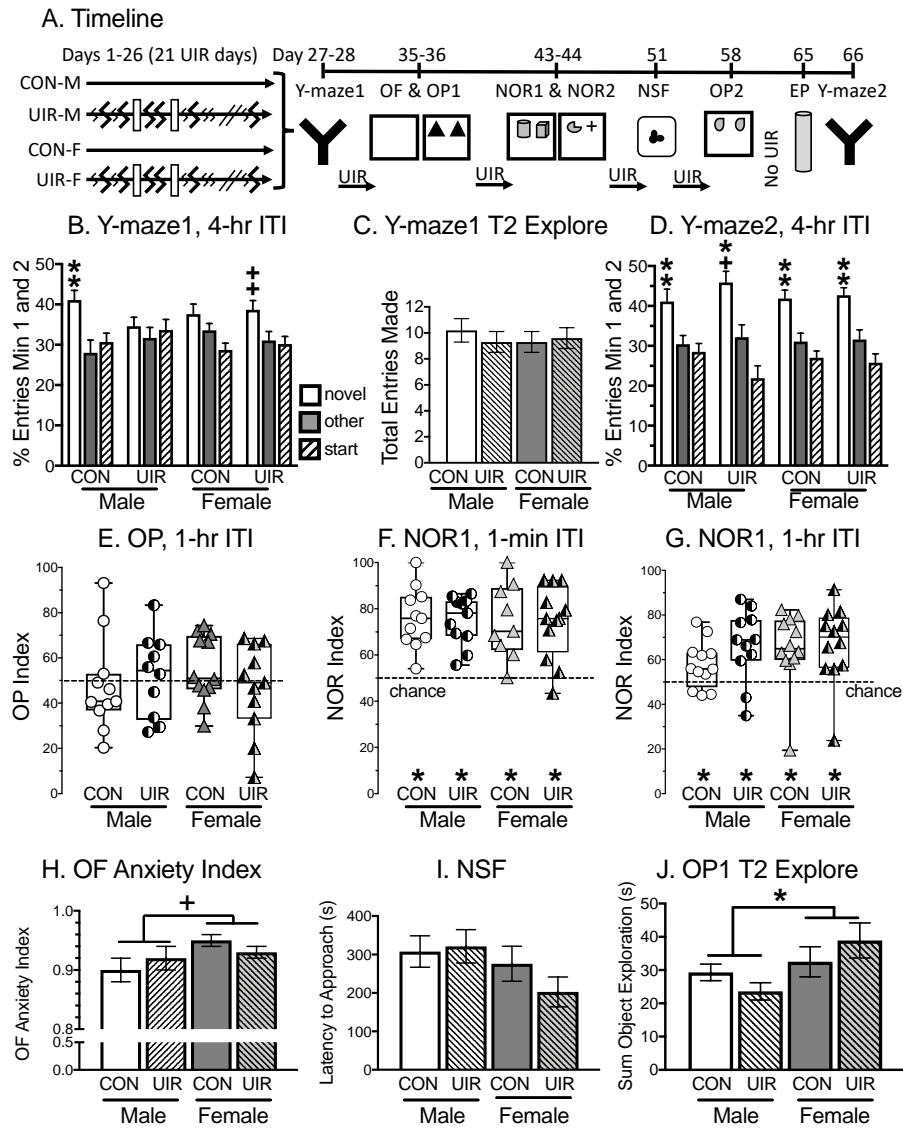 A. Timeline
Days 1-26 (21 UIR days) Day 27-28 35-36 43-44 51 58 65 66
CON-M
UIR-M
CON-F
UIR-F
Y-maze1 OF & OP1 NOR1 & NOR2 NSF OP2 EP Y-maze2
UIR UIR UIR UIR No UIR
B. Y-maze1, 4-hr ITI
% Entries Min 1 and 2
50
40
30
20
10
0
*
*
+
+
CON UIR CON UIR
Male Female
novel
other
start
C. Y-maze1 T2 Explore
Total Entries Made
14
12
10
8
6
4
2
0
CON UIR CON UIR
Male Female
D. Y-maze2, 4-hr ITI
% Entries Min 1 and 2
50
40
30
20
10
0
* * * *
* + * *
CON UIR CON UIR
Male Female
E. OP, 1-hr ITI
OP Index
100
80
60
40
20
0
CON UIR CON UIR
Male Female
F. NOR1, 1-min ITI
NOR Index
100
80
60
40
20
0
chance
* * * *
CON UIR CON UIR
Male Female
G. NOR1, 1-hr ITI
NOR Index
100
80
60
40
20
0
chance
* * * *
CON UIR CON UIR
Male Female
H. OF Anxiety Index
OF Anxiety Index
1.0
0.9
0.8
0.5
0.0
+
CON UIR CON UIR
Male Female
I. NSF
Latency to Approach (s)
400
300
200
100
0
CON UIR CON UIR
Male Female
J. OP1 T2 Explore
Sum Object Exploration (s)
50
40
30
20
10
0
*
CON UIR CON UIR
Male Female